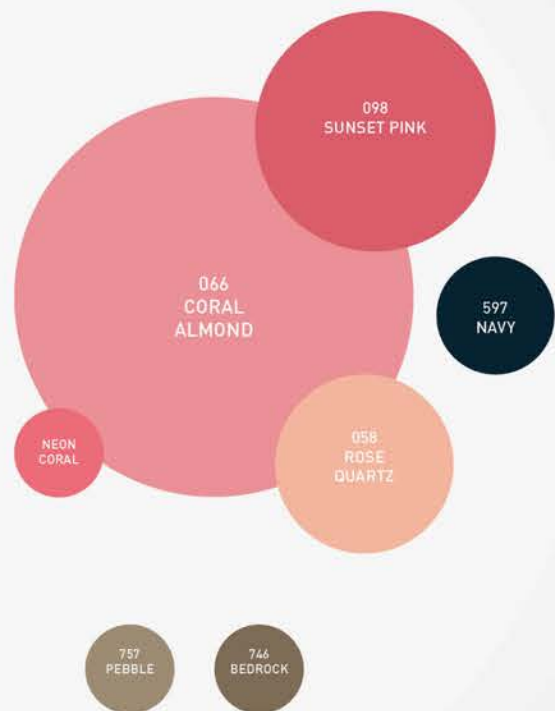 098
SUNSET PINK
066
CORAL
ALMOND
597
NAVY
NEON
CORAL
058
ROSE
QUARTZ
757
PEBBLE
746
BEDROCK